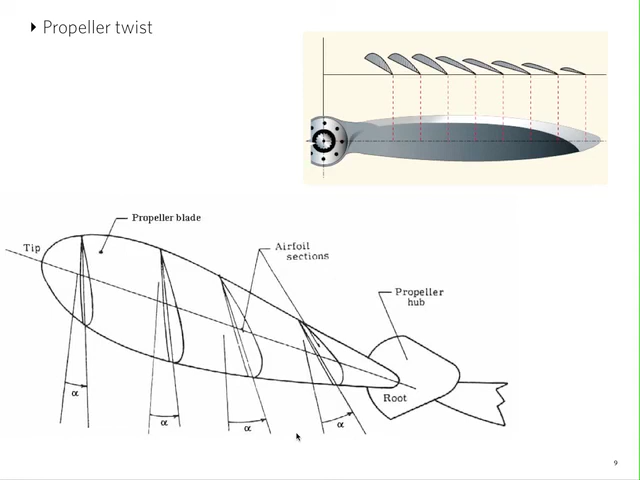 Propeller twist
Propeller blade
Tip
Airfoil
sections
Propeller
hub
Root
α
α
α
α
9